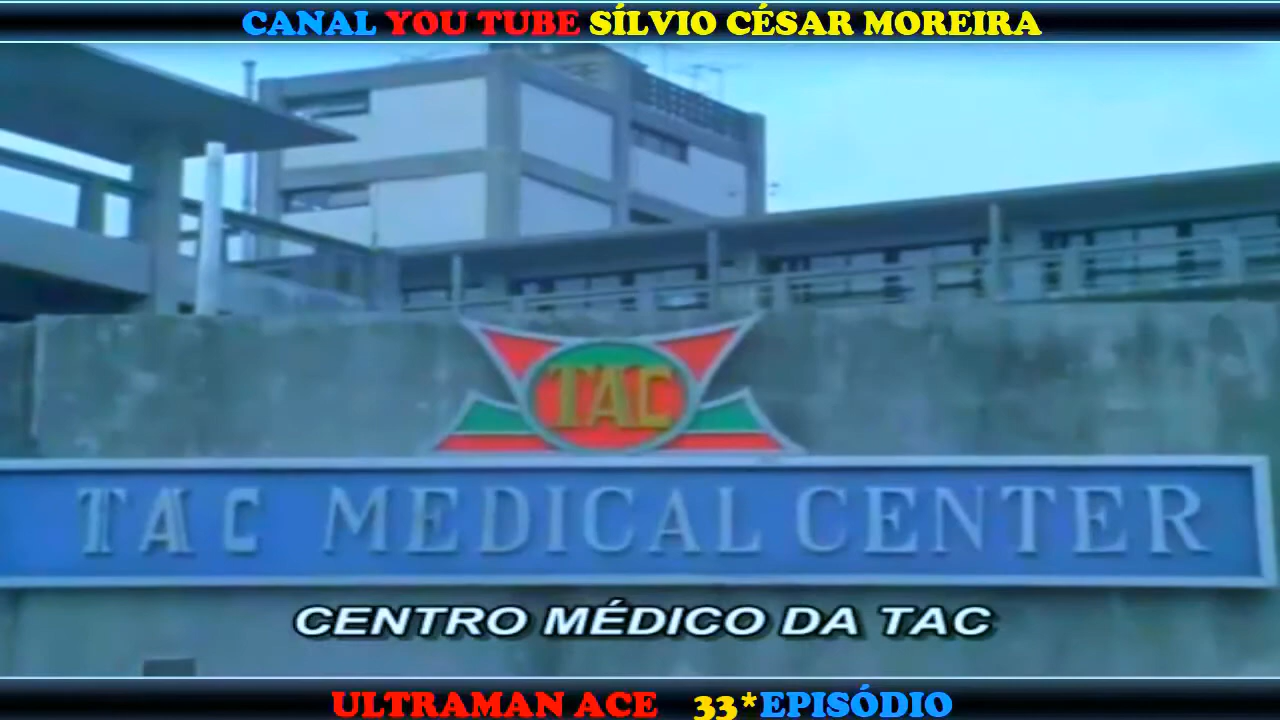 CANAL YOU TUBE SÍLVIO CÉSAR MOREIRA
TAC
TAC MEDICAL CENTER
CENTRO MÉDICO DA TAC
ULTRAMAN ACE 33*EPISÓDIO